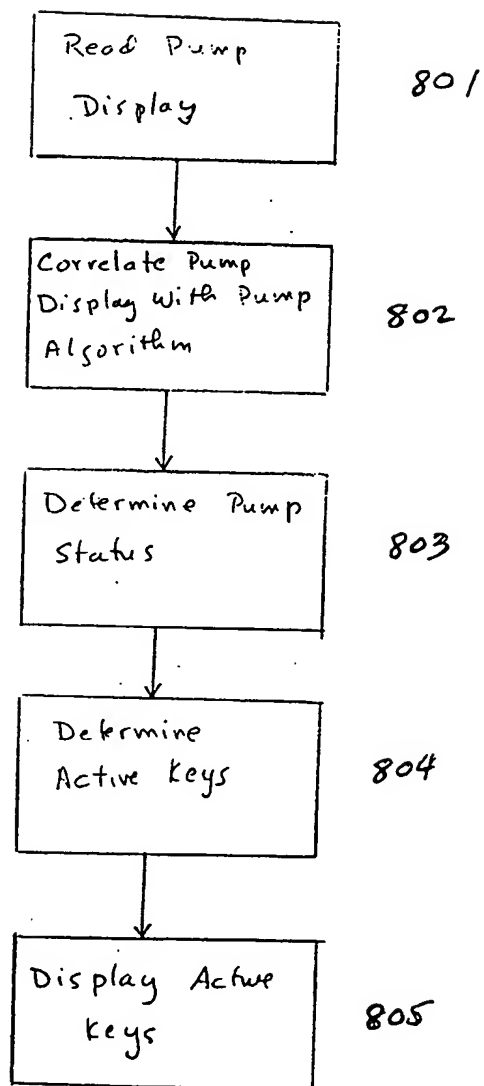 Read Pump
Display
801
Correlate Pump
Display with Pump
Algorithm
802
Determine Pump
Status
803
Determine
Active Keys
804
Display Active
Keys
805